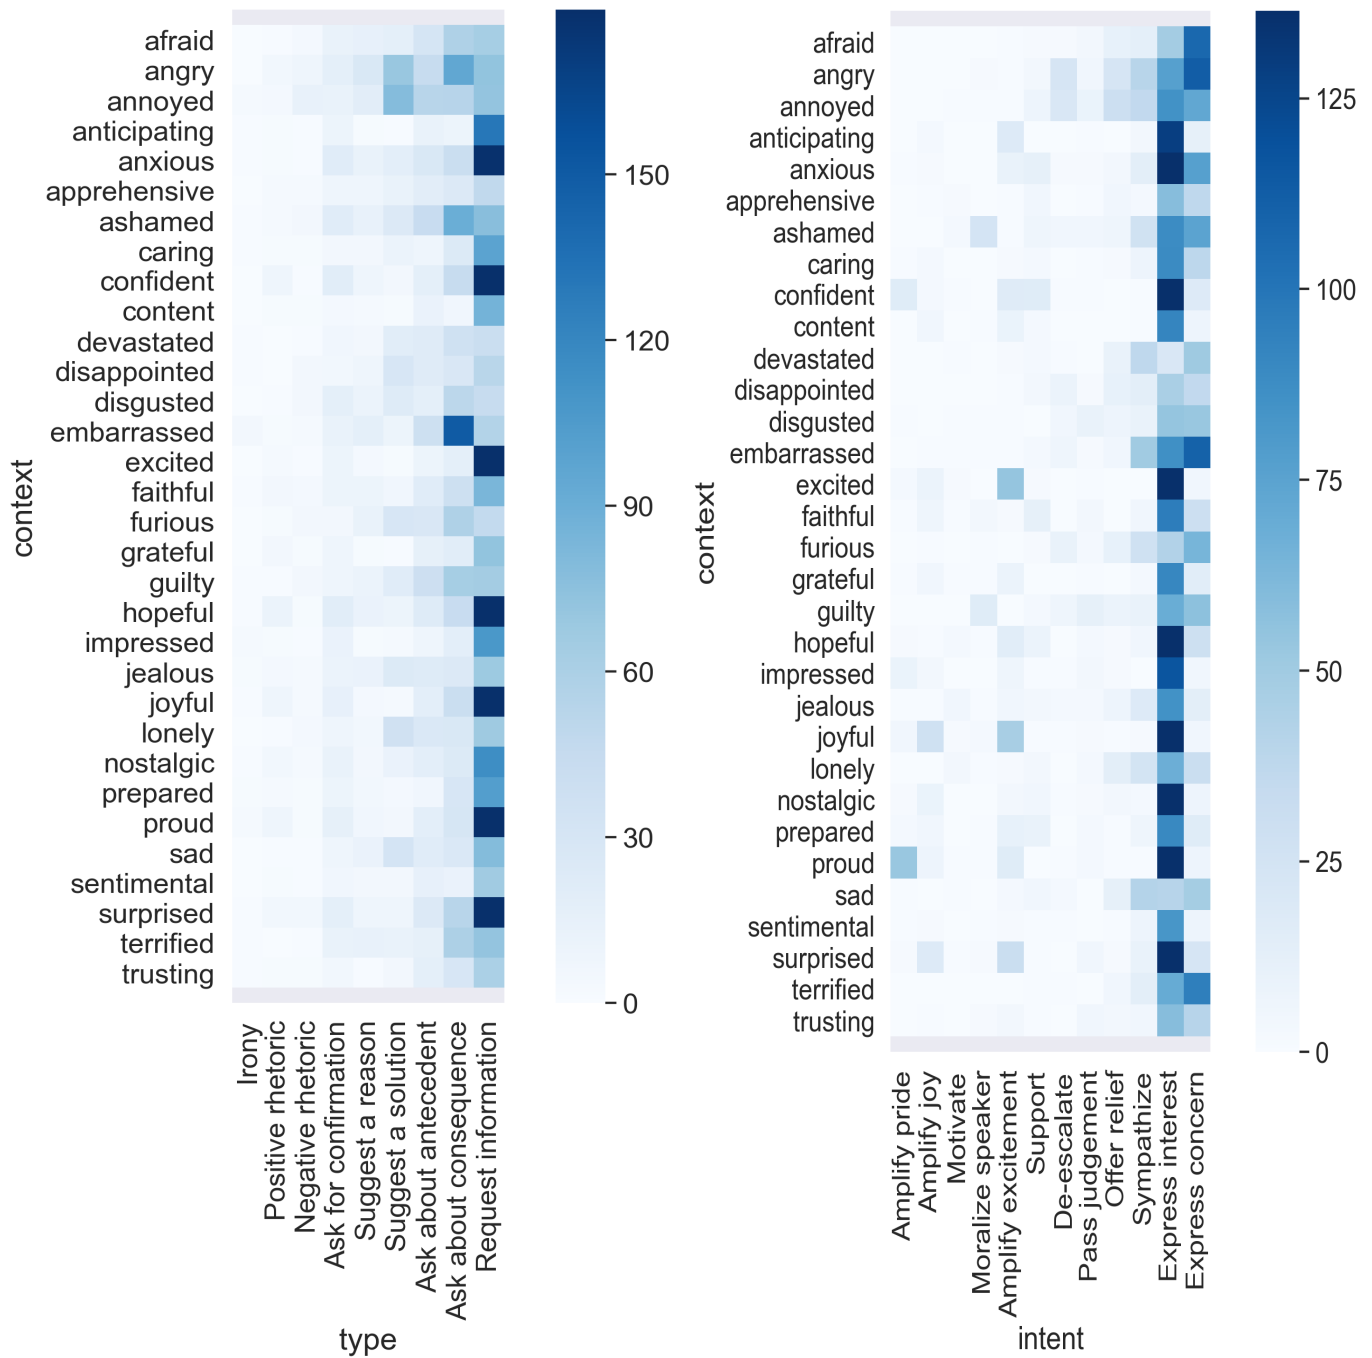 context
afraid
angry
annoyed
anticipating
anxious
apprehensive
ashamed
caring
confident
content
devastated
disappointed
disgusted
embarrassed
excited
faithful
furious
grateful
guilty
hopeful
impressed
jealous
joyful
lonely
nostalgic
prepared
proud
sad
sentimental
surprised
terrified
trusting
Irony
Positive rhetoric
Negative rhetoric
Ask for confirmation
Suggest a reason
Suggest a solution
Ask about antecedent
Ask about consequence
Request information
type
150
120
90
60
30
0
context
afraid
angry
annoyed
anticipating
anxious
apprehensive
ashamed
caring
confident
content
devastated
disappointed
disgusted
embarrassed
excited
faithful
furious
grateful
guilty
hopeful
impressed
jealous
joyful
lonely
nostalgic
prepared
proud
sad
sentimental
surprised
terrified
trusting
Amplify pride
Amplify joy
Motivate
Moralize speaker
Amplify excitement
Support
De-escalate
Pass judgement
Offer relief
Sympathize
Express interest
Express concern
intent
125
100
75
50
25
0